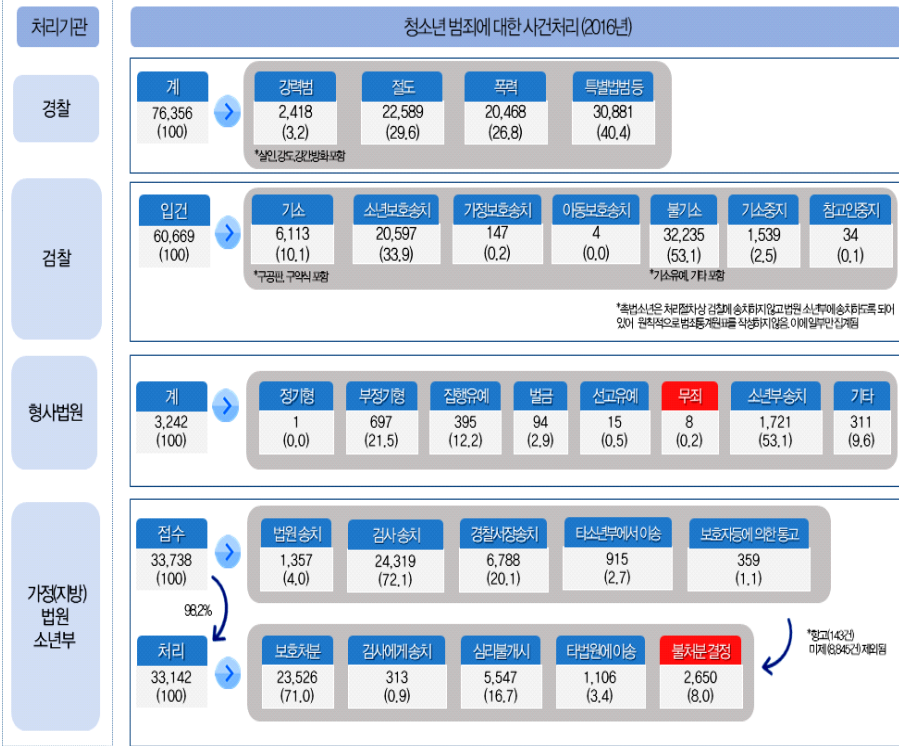 처리기관
청소년 범죄에 대한 사건처리(2016년)
경찰
계 강력범 절도 폭력 특별법범 등
76,356 2,418 22,589 20,468 30,881
(100) (3.2) (29.6) (26.8) (40.4)
*살인,강도,강간,방화 포함
검찰
입건 기소 소년보호송치 가정보호송치 아동보호송치 불기소 기소중지 참고인중지
60,669 6,113 20,597 147 4 32,235 1,539 34
(100) (10.1) (33.9) (0.2) (0.0) (53.1) (2.5) (0.1)
*구공판, 구약식 포함 *기소유예, 기타 포함
*촉법소년은 처리절차상 검찰에 송치하지 않고 법원 소년부에 송치하도록 되어
있어 원칙적으로 범죄통계원표를 작성하지 않음. 이에 일부만 집계됨
형사법원
계 정기형 부정기형 집행유예 벌금 선고유예 무죄 소년부송치 기타
3,242 1 697 395 94 15 8 1,721 311
(100) (0.0) (21.5) (12.2) (2.9) (0.5) (0.2) (53.1) (9.6)
가정(지방)
법원
소년부
접수 법원 송치 검사 송치 경찰서장송치 타소년부에서 이송 보호자등에 의한 통고
33,738 1,357 24,319 6,788 915 359
(100) (4.0) (72.1) (20.1) (2.7) (1.1)
98.2%
*항고(143건)
미제(8,845건) 제외됨
처리 보호처분 검사에게 송치 심리불개시 타법원에 이송 불처분 결정
33,142 23,526 313 5,547 1,106 2,650
(100) (71.0) (0.9) (16.7) (3.4) (8.0)